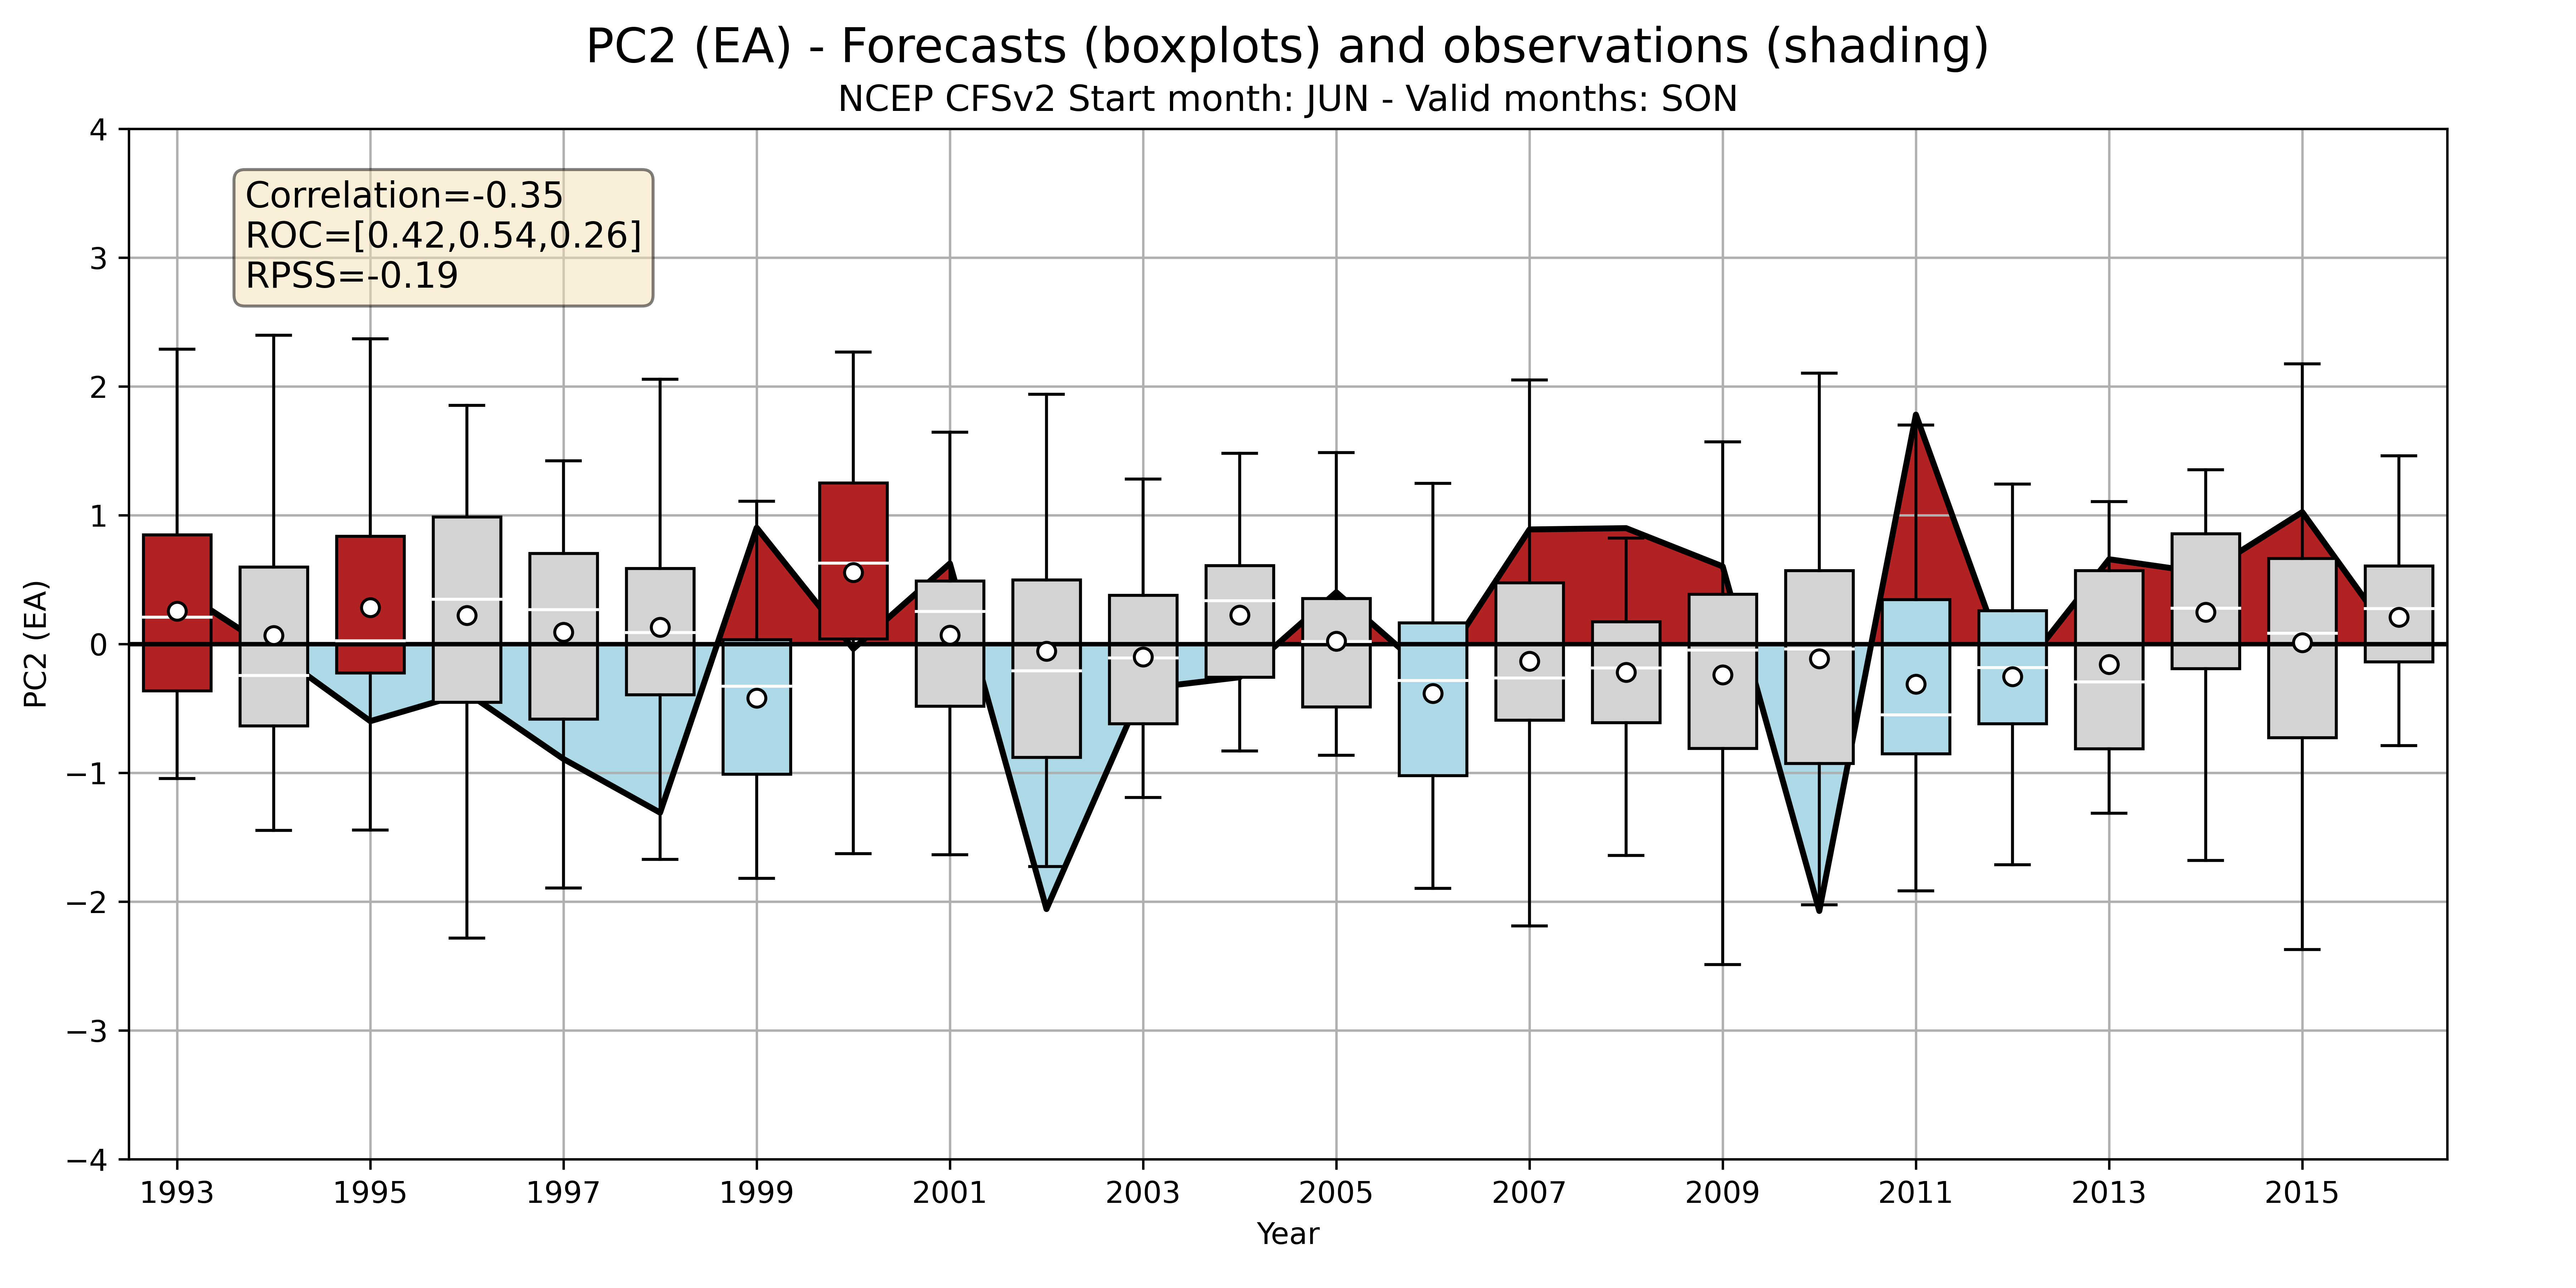 PC2 (EA) - Forecasts (boxplots) and observations (shading)
NCEP CFSv2 Start month: JUN - Valid months: SON
Correlation=-0.35
ROC=[0.42,0.54,0.26]
RPSS=-0.19
PC2 (EA)
4
3
2
1
0
−1
−2
−3
−4
1993 1995 1997 1999 2001 2003 2005 2007 2009 2011 2013 2015
Year